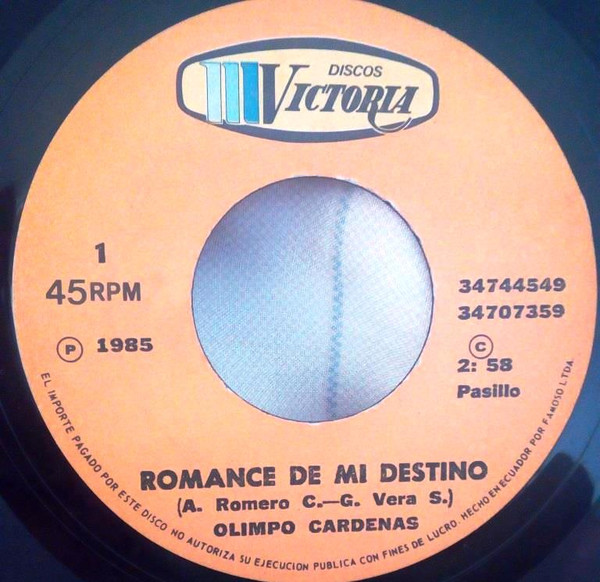 DISCOS
VICTORIA
1
45 RPM
Ⓟ 1985
34744549
34707359
©
2: 58
Pasillo
ROMANCE DE MI DESTINO
(A. Romero C.—G. Vera S.)
OLIMPO CARDENAS
EL IMPORTE PAGADO POR ESTE DISCO NO AUTORIZA SU EJECUCION PUBLICA CON FINES DE LUCRO. HECHO EN ECUADOR POR FAMOSO LTDA.